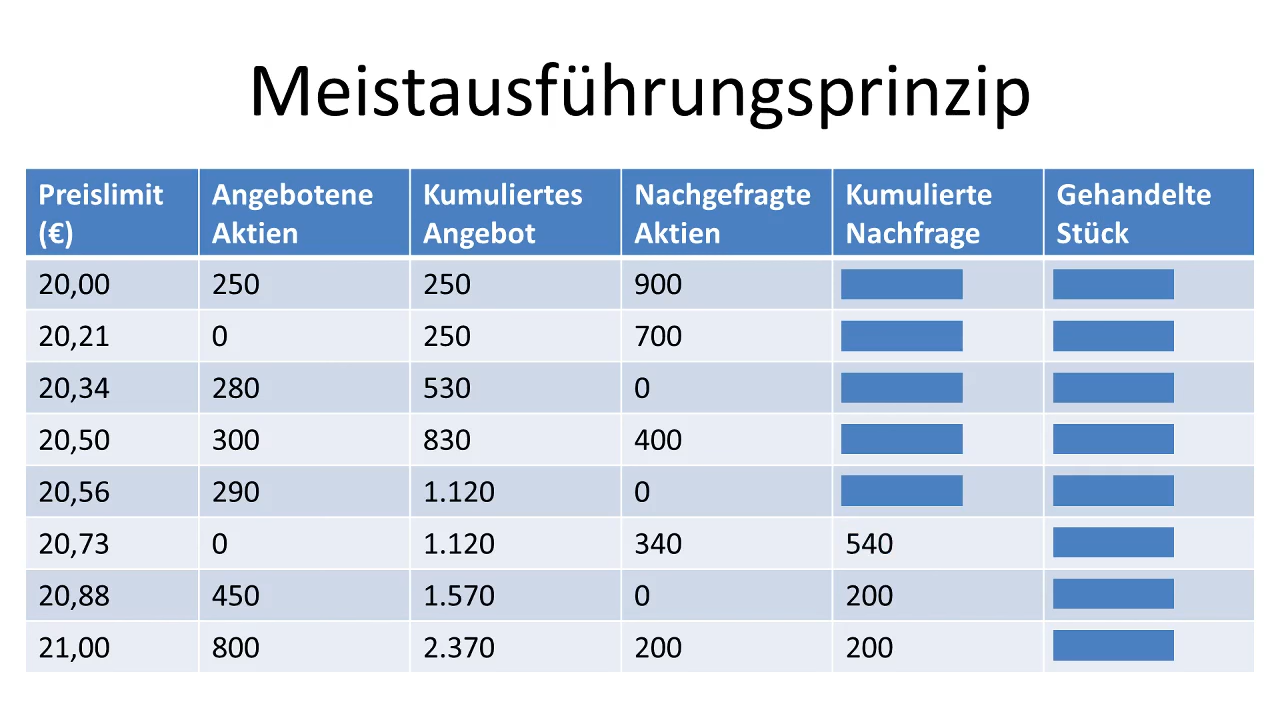 Meistausführungsprinzip
Preislimit (€) Angebotene Aktien Kumuliertes Angebot Nachgefragte Aktien Kumulierte Nachfrage Gehandelte Stück
20,00 250 250 900
20,21 0 250 700
20,34 280 530 0
20,50 300 830 400
20,56 290 1.120 0
20,73 0 1.120 340 540
20,88 450 1.570 0 200
21,00 800 2.370 200 200